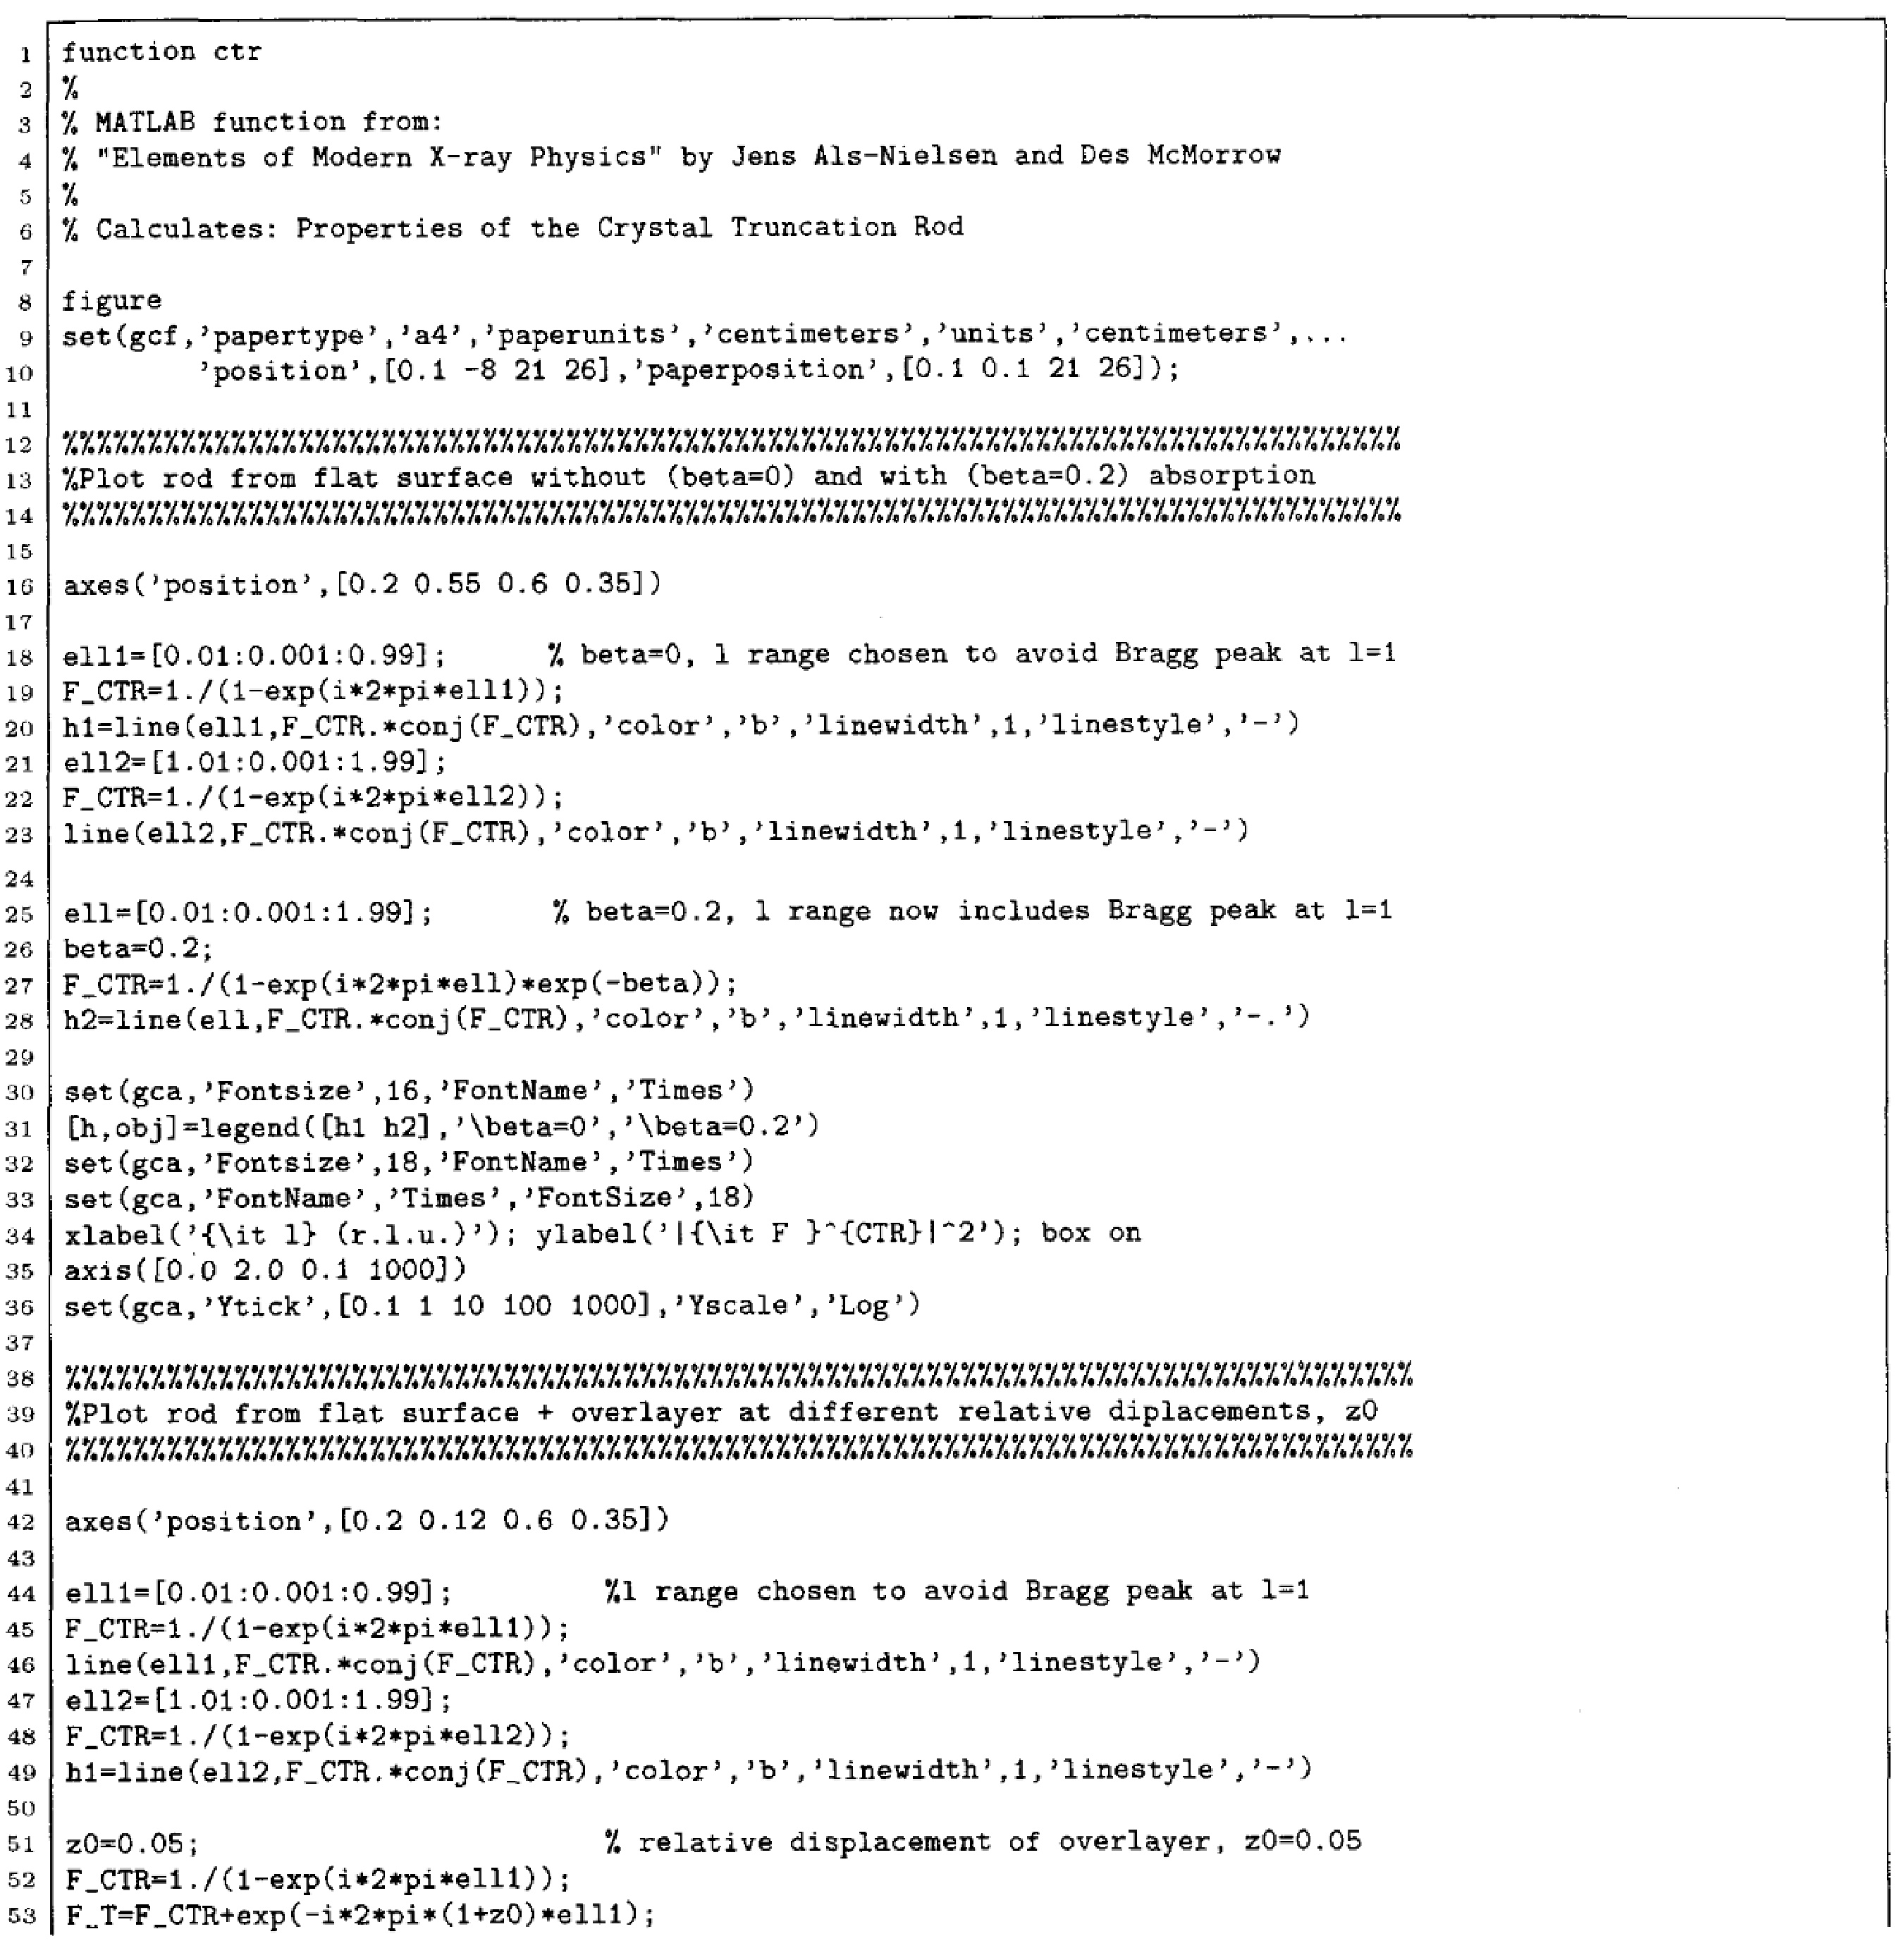 1 function ctr
2 %
3 % MATLAB function from:
4 % "Elements of Modern X-ray Physics" by Jens Als-Nielsen and Des McMorrow
5 %
6 % Calculates: Properties of the Crystal Truncation Rod
7
8 figure
9 set(gcf,'papertype','a4','paperunits','centimeters','units','centimeters',...
10 'position',[0.1 -8 21 26],'paperposition',[0.1 0.1 21 26]);
11
12 %%%%%%%%%%%%%%%%%%%%%%%%%%%%%%%%%%%%%%%%%%%%%%%%%%%%%%%%%%%%%%%%%%%%%%%%%%%%%%%%%
13 %Plot rod from flat surface without (beta=0) and with (beta=0.2) absorption
14 %%%%%%%%%%%%%%%%%%%%%%%%%%%%%%%%%%%%%%%%%%%%%%%%%%%%%%%%%%%%%%%%%%%%%%%%%%%%%%%%%
15
16 axes('position',[0.2 0.55 0.6 0.35])
17
18 ell1=[0.01:0.001:0.99]; % beta=0, l range chosen to avoid Bragg peak at l=1
19 F_CTR=1./(1-exp(i*2*pi*ell1));
20 h1=line(ell1,F_CTR.*conj(F_CTR),'color','b','linewidth',1,'linestyle','-')
21 ell2=[1.01:0.001:1.99];
22 F_CTR=1./(1-exp(i*2*pi*ell2));
23 line(ell2,F_CTR.*conj(F_CTR),'color','b','linewidth',1,'linestyle','-')
24
25 ell=[0.01:0.001:1.99]; % beta=0.2, l range now includes Bragg peak at l=1
26 beta=0.2;
27 F_CTR=1./(1-exp(i*2*pi*ell)*exp(-beta));
28 h2=line(ell,F_CTR.*conj(F_CTR),'color','b','linewidth',1,'linestyle','-.')
29
30 set(gca,'Fontsize',16,'FontName','Times')
31 [h,obj]=legend([h1 h2],'\beta=0','\beta=0.2')
32 set(gca,'Fontsize',18,'FontName','Times')
33 set(gca,'FontName','Times','FontSize',18)
34 xlabel('{\it l} (r.l.u.)'); ylabel('|{\it F }^{CTR}|^2'); box on
35 axis([0.0 2.0 0.1 1000])
36 set(gca,'Ytick',[0.1 1 10 100 1000],'Yscale','Log')
37
38 %%%%%%%%%%%%%%%%%%%%%%%%%%%%%%%%%%%%%%%%%%%%%%%%%%%%%%%%%%%%%%%%%%%%%%%%%%%%%%%%%
39 %Plot rod from flat surface + overlayer at different relative diplacements, z0
40 %%%%%%%%%%%%%%%%%%%%%%%%%%%%%%%%%%%%%%%%%%%%%%%%%%%%%%%%%%%%%%%%%%%%%%%%%%%%%%%%%
41
42 axes('position',[0.2 0.12 0.6 0.35])
43
44 ell1=[0.01:0.001:0.99]; %l range chosen to avoid Bragg peak at l=1
45 F_CTR=1./(1-exp(i*2*pi*ell1));
46 line(ell1,F_CTR.*conj(F_CTR),'color','b','linewidth',1,'linestyle','-')
47 ell2=[1.01:0.001:1.99];
48 F_CTR=1./(1-exp(i*2*pi*ell2));
49 h1=line(ell2,F_CTR.*conj(F_CTR),'color','b','linewidth',1,'linestyle','-')
50
51 z0=0.05; % relative displacement of overlayer, z0=0.05
52 F_CTR=1./(1-exp(i*2*pi*ell1));
53 F_T=F_CTR+exp(-i*2*pi*(1+z0)*ell1);